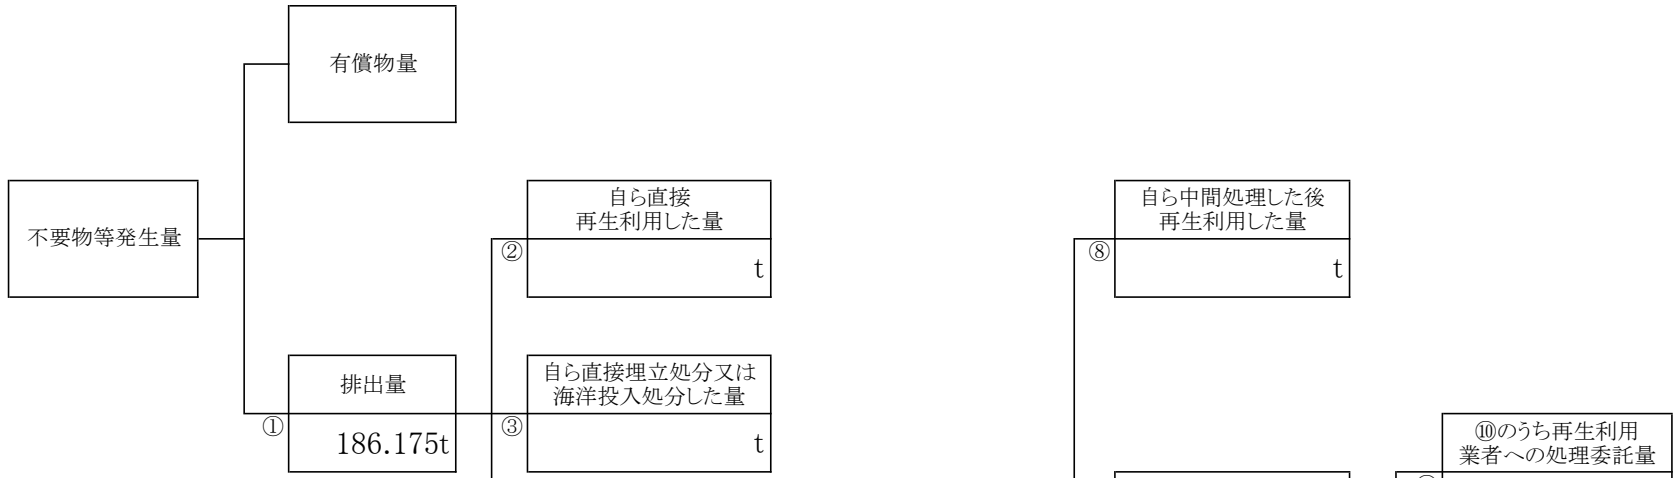 有償物量
不要物等発生量
自ら直接
再生利用した量
②
t
自ら中間処理した後
再生利用した量
⑧
t
排出量
①
186.175t
自ら直接埋立処分又は
海洋投入処分した量
③
t
⑩のうち再生利用
業者への処理委託量